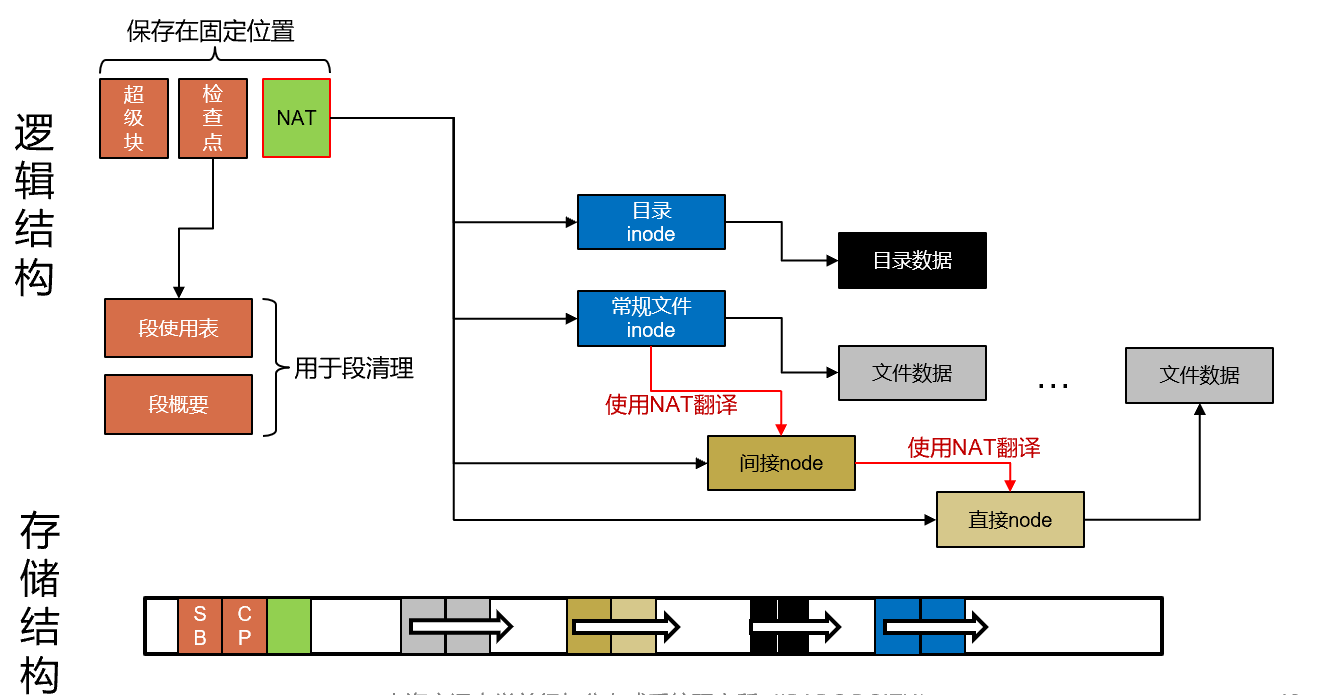 保存在固定位置
超级块
检查点
NAT
逻辑结构
目录
inode
目录数据
常规文件
inode
段使用表
用于段清理
文件数据
...
文件数据
段概要
使用NAT翻译
间接node
使用NAT翻译
直接node
存储结构
SB
CP